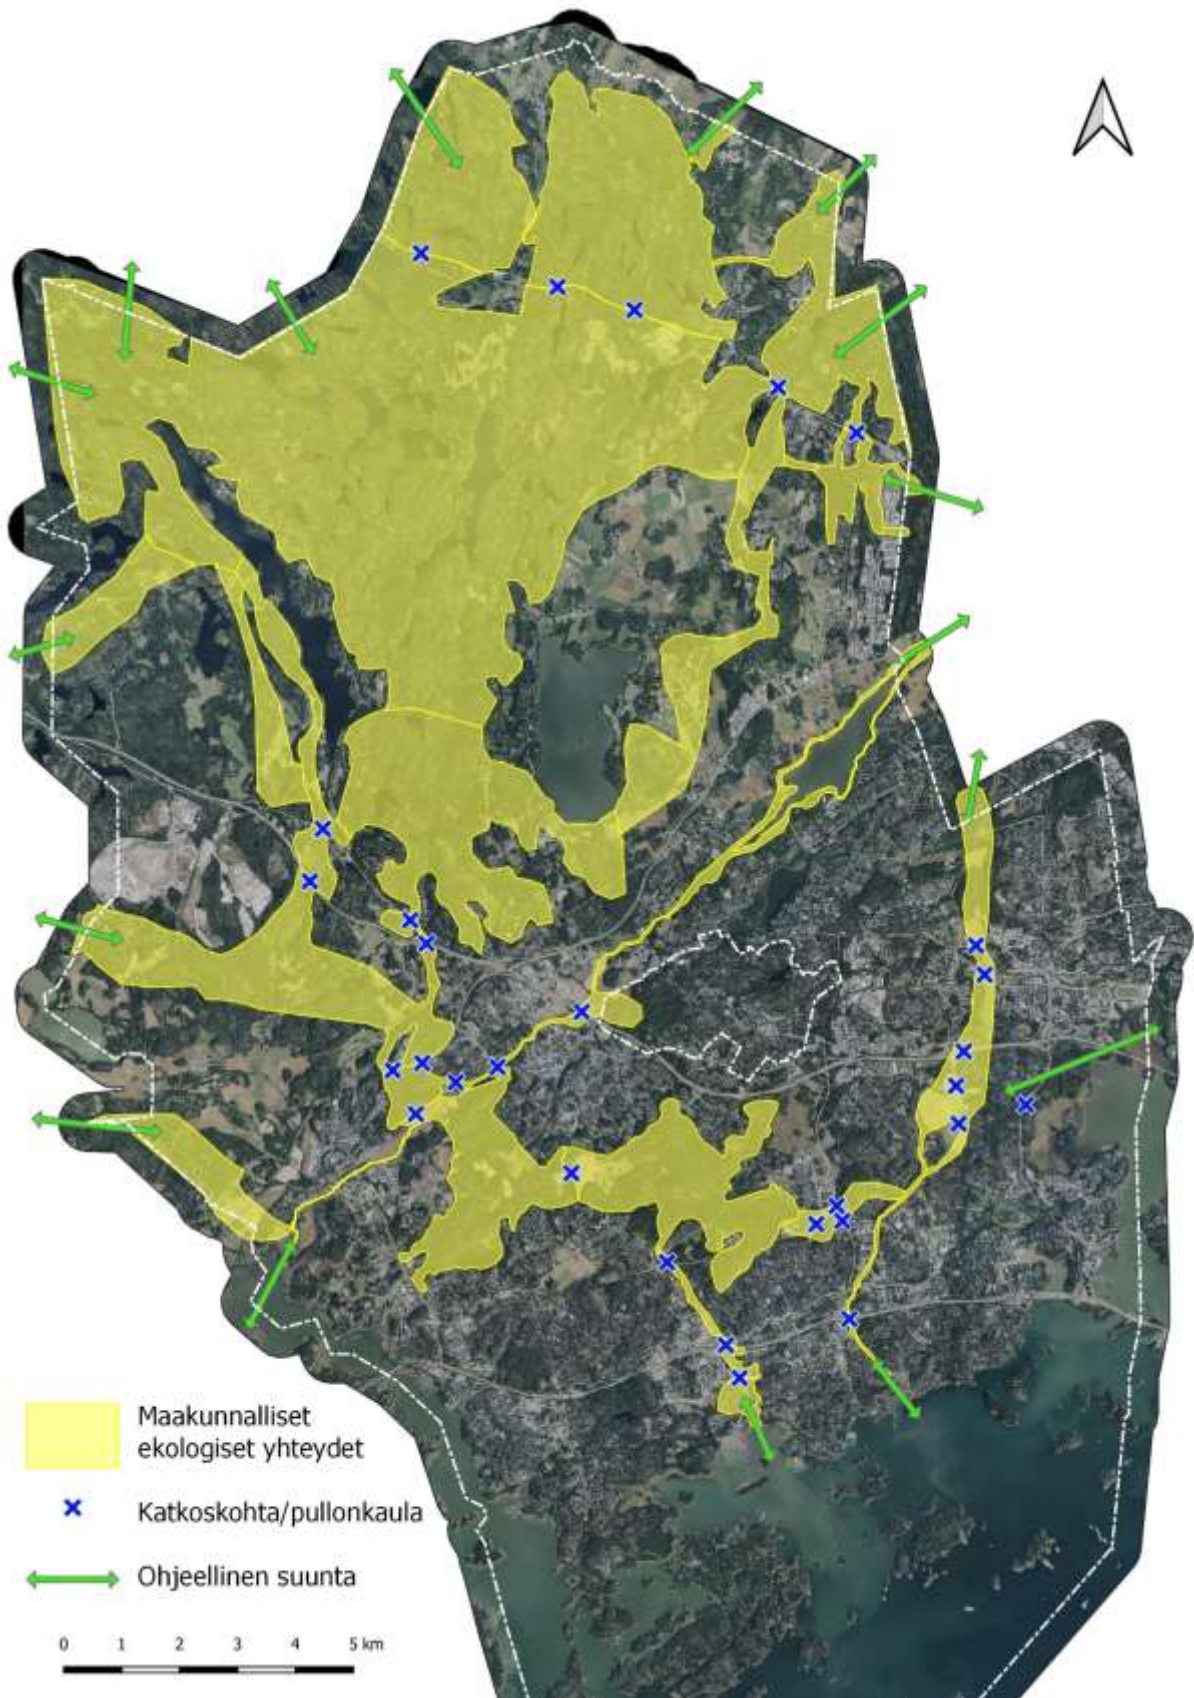 Maakunnalliset
ekologiset yhteydet
Katkoskohta/pullonkaula
Ohjeellinen suunta
0 1 2 3 4 5 km